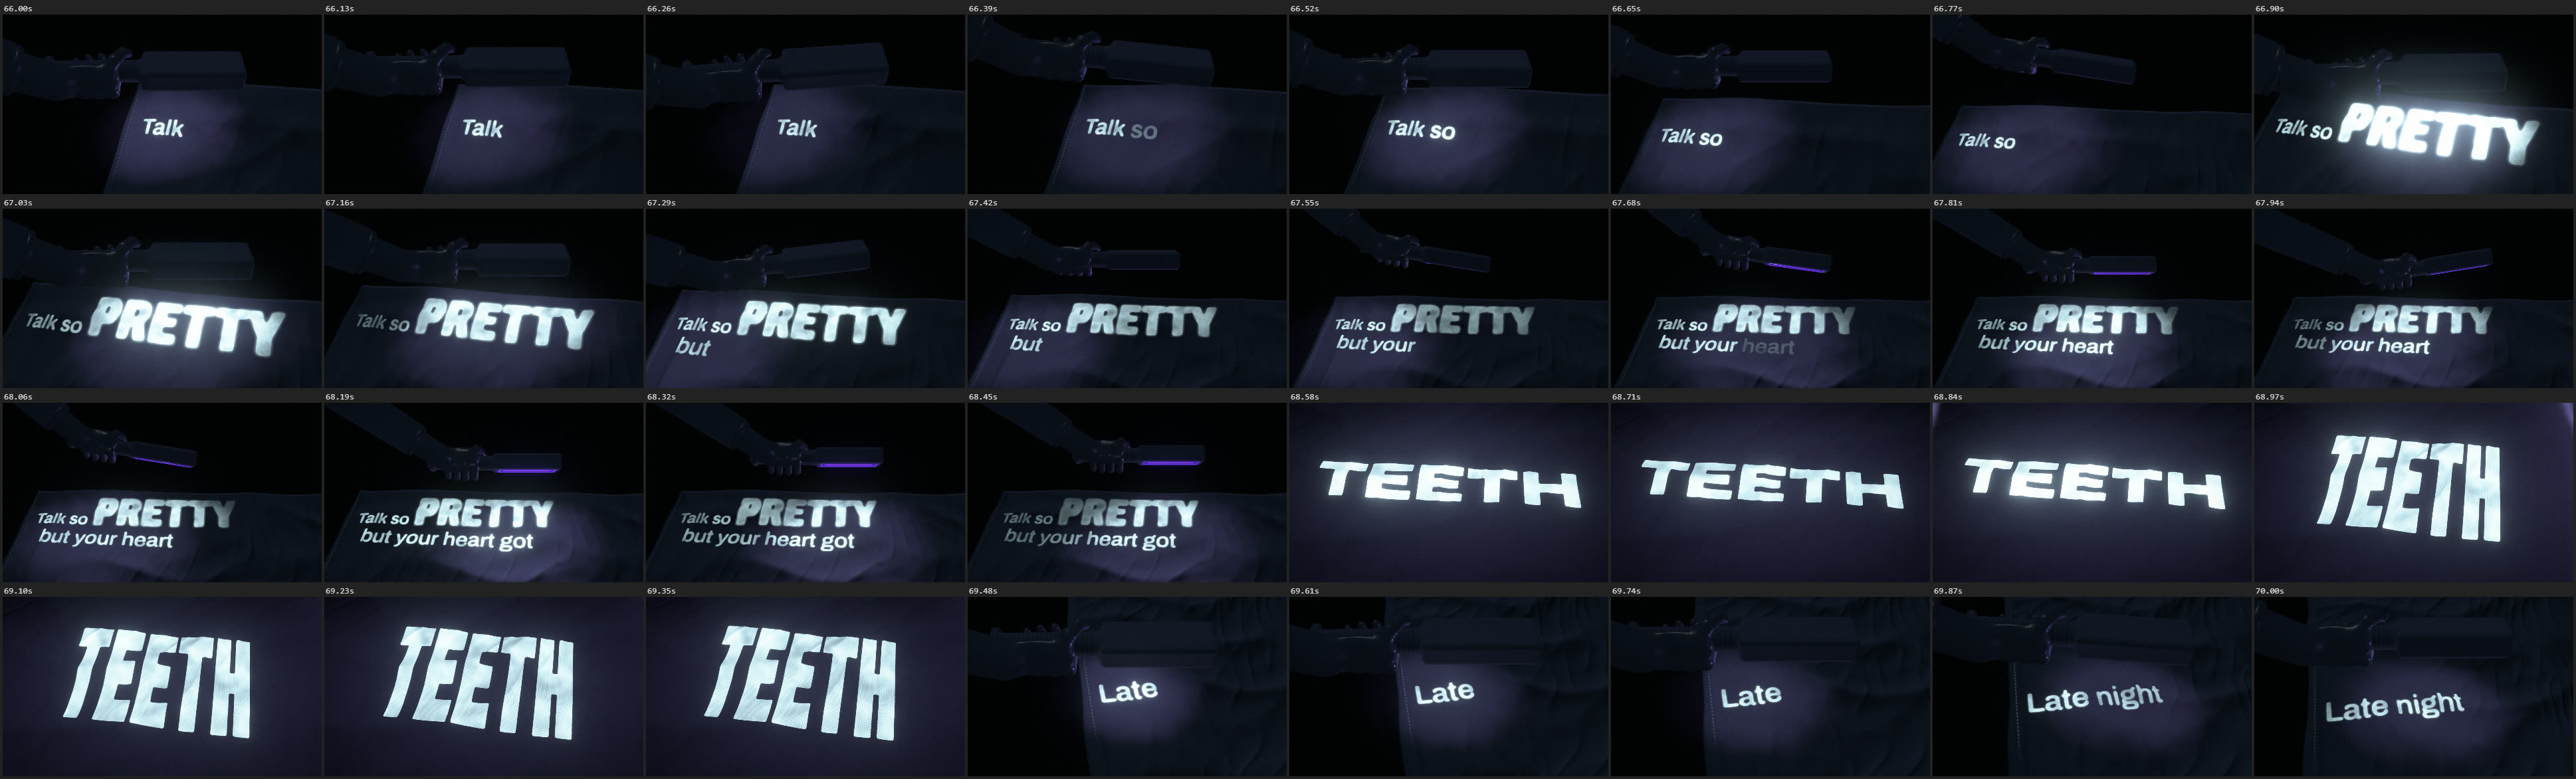 66.00s
66.13s
66.26s
66.39s
66.52s
66.65s
66.77s
66.90s
Talk
Talk
Talk
Talk so
Talk so
Talk so
Talk so
Talk so PRETTY
67.03s
67.16s
67.29s
67.42s
67.55s
67.68s
67.81s
67.94s
Talk so PRETTY
Talk so PRETTY
Talk so PRETTY
but
Talk so PRETTY
but
Talk so PRETTY
but your
Talk so PRETTY
but your heart
Talk so PRETTY
but your heart
Talk so PRETTY
but your heart
68.06s
68.19s
68.32s
68.45s
68.58s
68.71s
68.84s
68.97s
Talk so PRETTY
but your heart
Talk so PRETTY
but your heart got
Talk so PRETTY
but your heart got
Talk so PRETTY
but your heart got
TEETH
TEETH
TEETH
TEETH
69.10s
69.23s
69.35s
69.48s
69.61s
69.74s
69.87s
70.00s
TEETH
TEETH
TEETH
Late
Late
Late
Late night
Late night